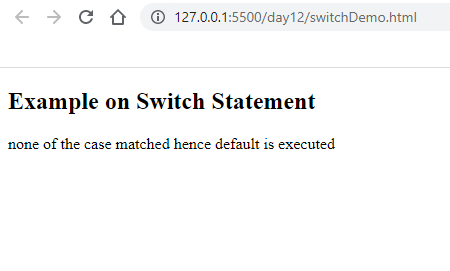 127.0.0.1:5500/day12/switchDemo.html
Example on Switch Statement
none of the case matched hence default is executed